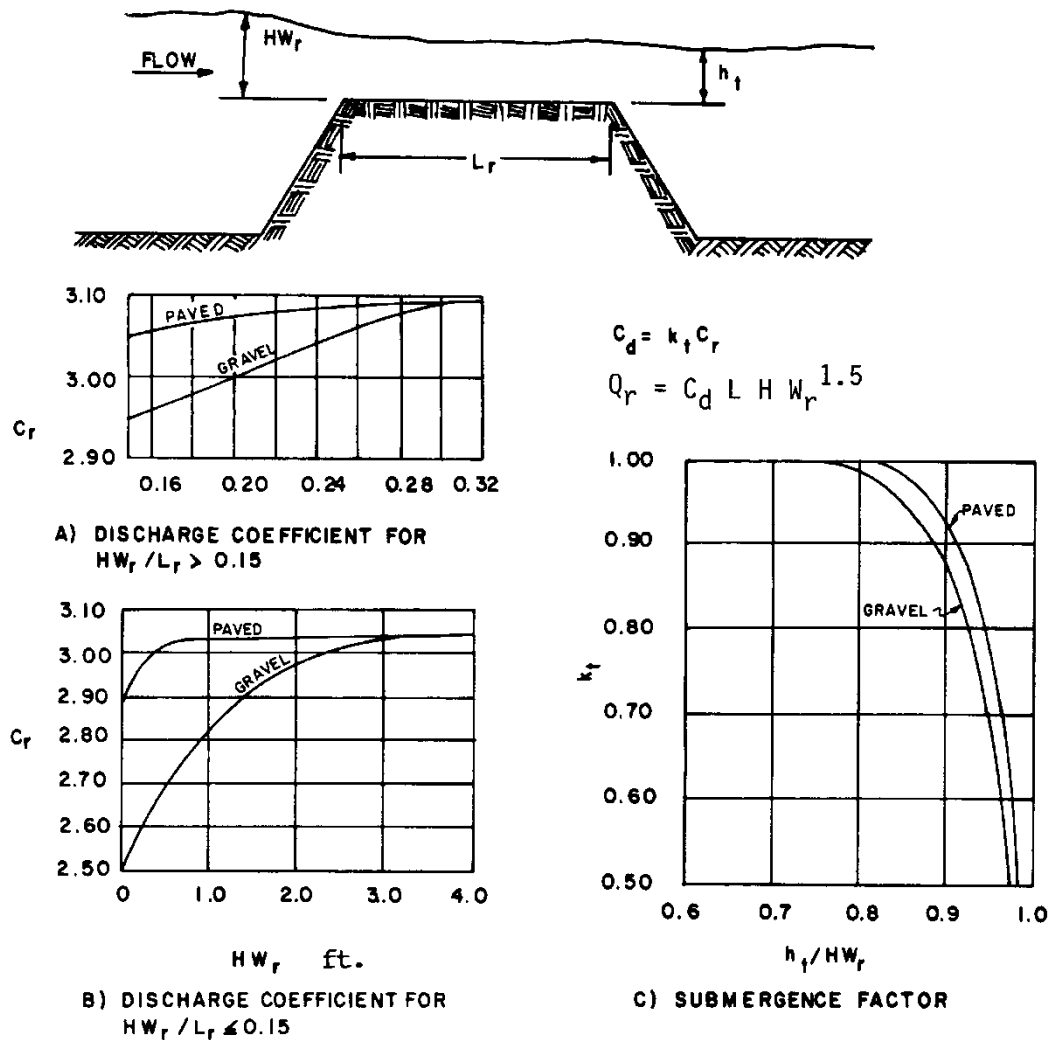 HWr
FLOW
ht
Lr
3.10
PAVED
GRAVEL
3.00
Cr
2.90
0.16 0.20 0.24 0.28 0.32
A) DISCHARGE COEFFICIENT FOR
HWr/Lr > 0.15
Cd = kt Cr
Qr = Cd L H Wr^1.5
3.10
PAVED
3.00
GRAVEL
2.90
Cr
2.80
2.70
2.60
2.50
0 1.0 2.0 3.0 4.0
HWr ft.
B) DISCHARGE COEFFICIENT FOR
HWr/Lr ≤ 0.15
1.00
PAVED
0.90
GRAVEL
0.80
kt
0.70
0.60
0.50
0.6 0.7 0.8 0.9 1.0
ht/HWr
C) SUBMERGENCE FACTOR